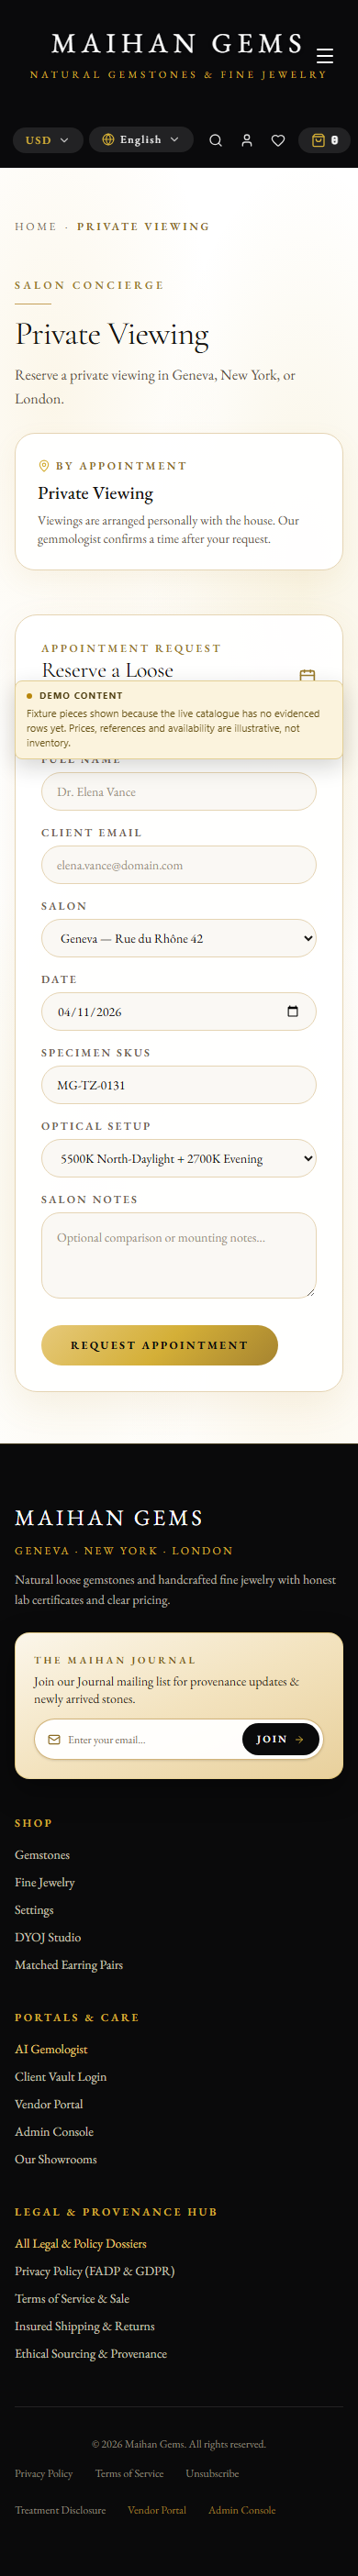 MAIHAN GEMS
NATURAL GEMSTONES & FINE JEWELRY
USD
English
0
HOME · PRIVATE VIEWING
SALON CONCIERGE
Private Viewing
Reserve a private viewing in Geneva, New York, or
London.
BY APPOINTMENT
Private Viewing
Viewings are arranged personally with the house. Our
gemmologist confirms a time after your request.
APPOINTMENT REQUEST
Reserve a Loose
DEMO CONTENT
Fixture pieces shown because the live catalogue has no evidenced
rows yet. Prices, references and availability are illustrative, not
inventory.
FULL NAME
Dr. Elena Vance
CLIENT EMAIL
elena.vance@domain.com
SALON
Geneva — Rue du Rhône 42
DATE
04/11/2026
SPECIMEN SKUS
MG-TZ-0131
OPTICAL SETUP
5500K North-Daylight + 2700K Evening
SALON NOTES
Optional comparison or mounting notes...
REQUEST APPOINTMENT
MAIHAN GEMS
GENEVA · NEW YORK · LONDON
Natural loose gemstones and handcrafted fine jewelry with honest
lab certificates and clear pricing.
THE MAIHAN JOURNAL
Join our Journal mailing list for provenance updates &
newly arrived stones.
Enter your email...
JOIN
SHOP
Gemstones
Fine Jewelry
Settings
DYOJ Studio
Matched Earring Pairs
PORTALS & CARE
AI Gemologist
Client Vault Login
Vendor Portal
Admin Console
Our Showrooms
LEGAL & PROVENANCE HUB
All Legal & Policy Dossiers
Privacy Policy (FADP & GDPR)
Terms of Service & Sale
Insured Shipping & Returns
Ethical Sourcing & Provenance
© 2026 Maihan Gems. All rights reserved.
Privacy Policy Terms of Service Unsubscribe
Treatment Disclosure Vendor Portal Admin Console